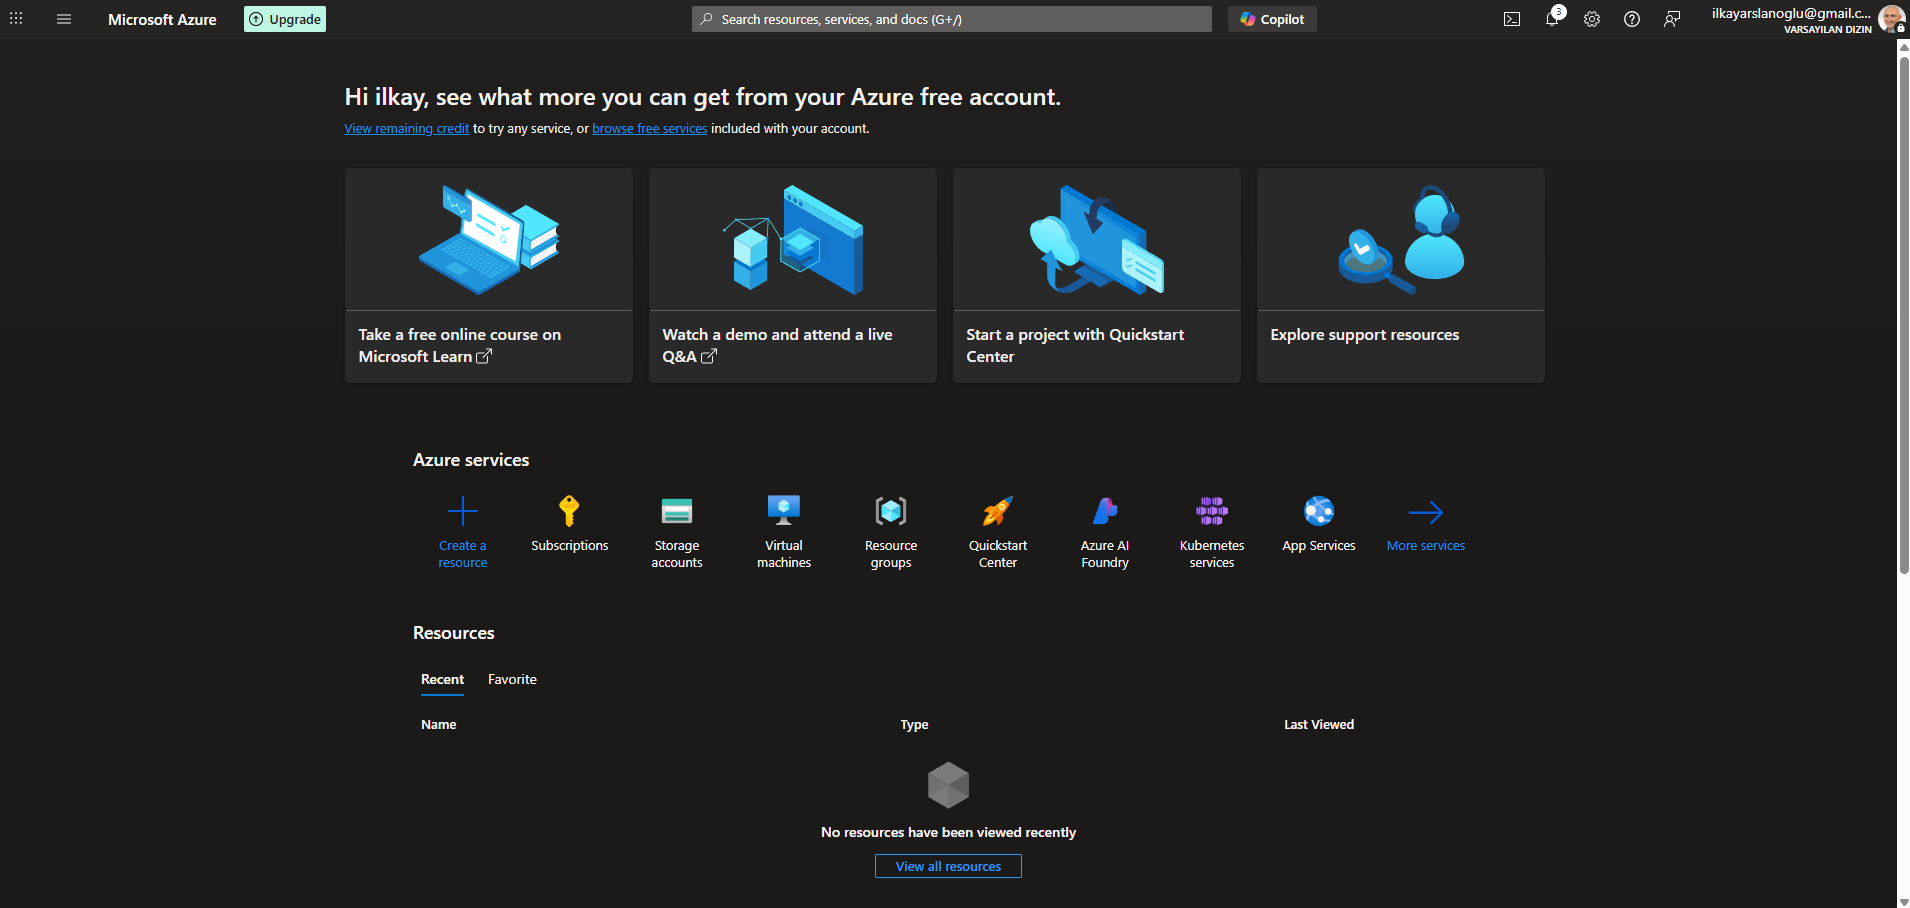 Microsoft Azure
Upgrade
Search resources, services, and docs (G+/)
Copilot
3
ilkayarslanoglu@gmail.c...
VARSAYILAN DIZIN
Hi ilkay, see what more you can get from your Azure free account.
View remaining credit to try any service, or browse free services included with your account.
Take a free online course on
Microsoft Learn
Watch a demo and attend a live
Q&A
Start a project with Quickstart
Center
Explore support resources
Azure services
Create a
resource
Subscriptions
Storage
accounts
Virtual
machines
Resource
groups
Quickstart
Center
Azure AI
Foundry
Kubernetes
services
App Services
More services
Resources
Recent
Favorite
Name
Type
Last Viewed
No resources have been viewed recently
View all resources